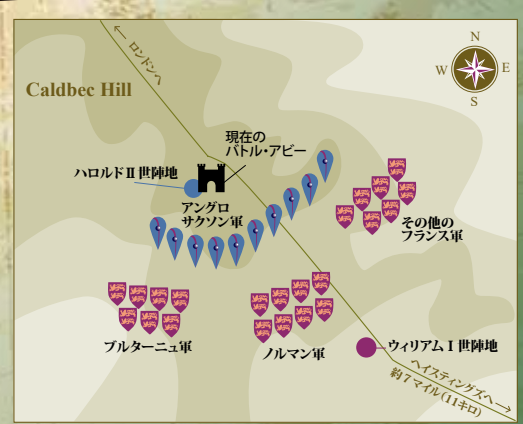 ロンドンへ
N
W
E
S
Caldbec Hill
現在の
バトル・アビー
ハロルドⅡ世陣地
アングロ
サクソン軍
その他の
フランス軍
ブルターニュ軍
ノルマン軍
ウィリアムⅠ世陣地
ヘイスティングズへ
約7マイル(11キロ)